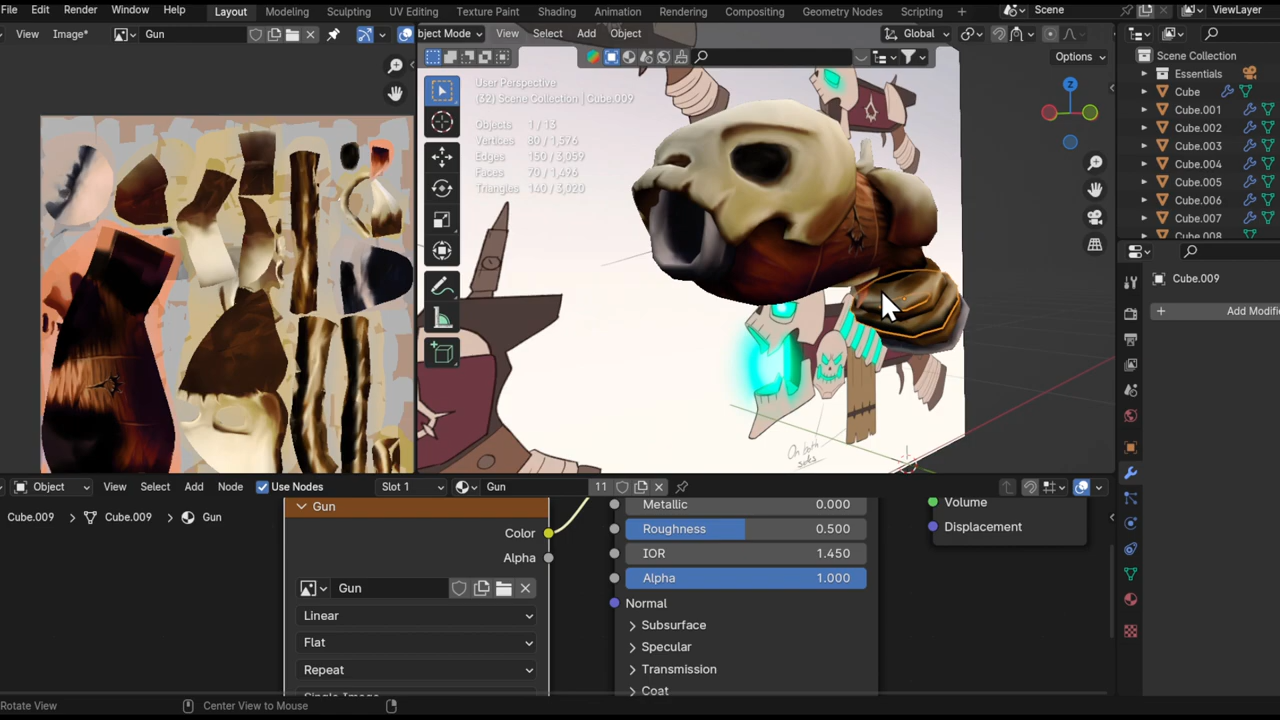 File Edit Render Window Help Layout Modeling Sculpting UV Editing Texture Paint Shading Animation Rendering Compositing Geometry Nodes Scripting + Scene ViewLayer
View Image* Gun bject Mode View Select Add Object Global
Options
User Perspective
(32) Scene Collection | Cube.009
Objects 1 / 13
Vertices 80 / 1,576
Edges 150 / 3,059
Faces 70 / 1,496
Triangles 140 / 3,020
Z
On both
sides
Scene Collection
Essentials
Cube
Cube.001
Cube.002
Cube.003
Cube.004
Cube.005
Cube.006
Cube.007
Cube.008
Cube.009
+ Add Modifi
Object View Select Add Node Use Nodes Slot 1 Gun 11
Cube.009 Cube.009 Gun
Gun
Color
Alpha
Gun
Linear
Flat
Repeat
Single Image
Metallic 0.000
Roughness 0.500
IOR 1.450
Alpha 1.000
Normal
Subsurface
Specular
Transmission
Coat
Volume
Displacement
Rotate View Center View to Mouse